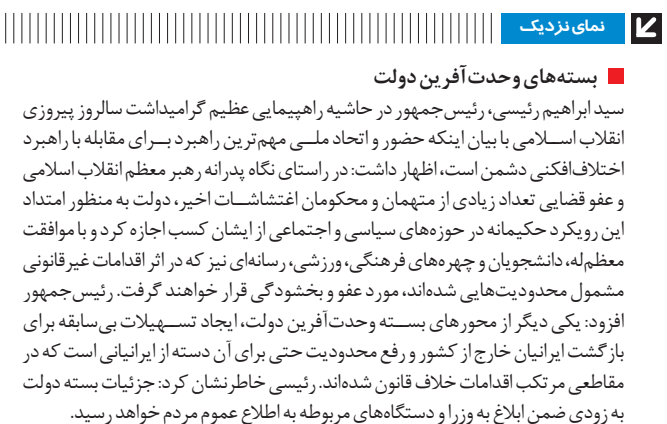 نمای نزدیک
بسته‌های وحدت‌آفرین دولت
سید ابراهیم رئیسی، رئیس‌جمهور در حاشیه راهپیمایی عظیم گرامیداشت سالروز پیروزی
انقلاب اسلامی با بیان اینکه حضور و اتحاد ملی مهم‌ترین راهبرد برای مقابله با راهبرد
اختلاف‌افکنی دشمن است، اظهار داشت: در راستای نگاه پدرانه رهبر معظم انقلاب اسلامی
و عفو قضایی تعداد زیادی از متهمان و محکومان اغتشاشات اخیر، دولت به منظور امتداد
این رویکرد حکیمانه در حوزه‌های سیاسی و اجتماعی از ایشان کسب اجازه کرد و با موافقت
معظم‌له، دانشجویان و چهره‌های فرهنگی، ورزشی، رسانه‌ای نیز که در اثر اقدامات غیرقانونی
مشمول محدودیت‌هایی شده‌اند، مورد عفو و بخشودگی قرار خواهند گرفت. رئیس‌جمهور
افزود: یکی دیگر از محورهای بسته وحدت‌آفرین دولت، ایجاد تسهیلات بی‌سابقه برای
بازگشت ایرانیان خارج از کشور و رفع محدودیت حتی برای آن دسته از ایرانیانی است که در
مقاطعی مرتکب اقدامات خلاف قانون شده‌اند. رئیسی خاطرنشان کرد: جزئیات بسته دولت
به زودی ضمن ابلاغ به وزرا و دستگاه‌های مربوطه به اطلاع عموم مردم خواهد رسید.